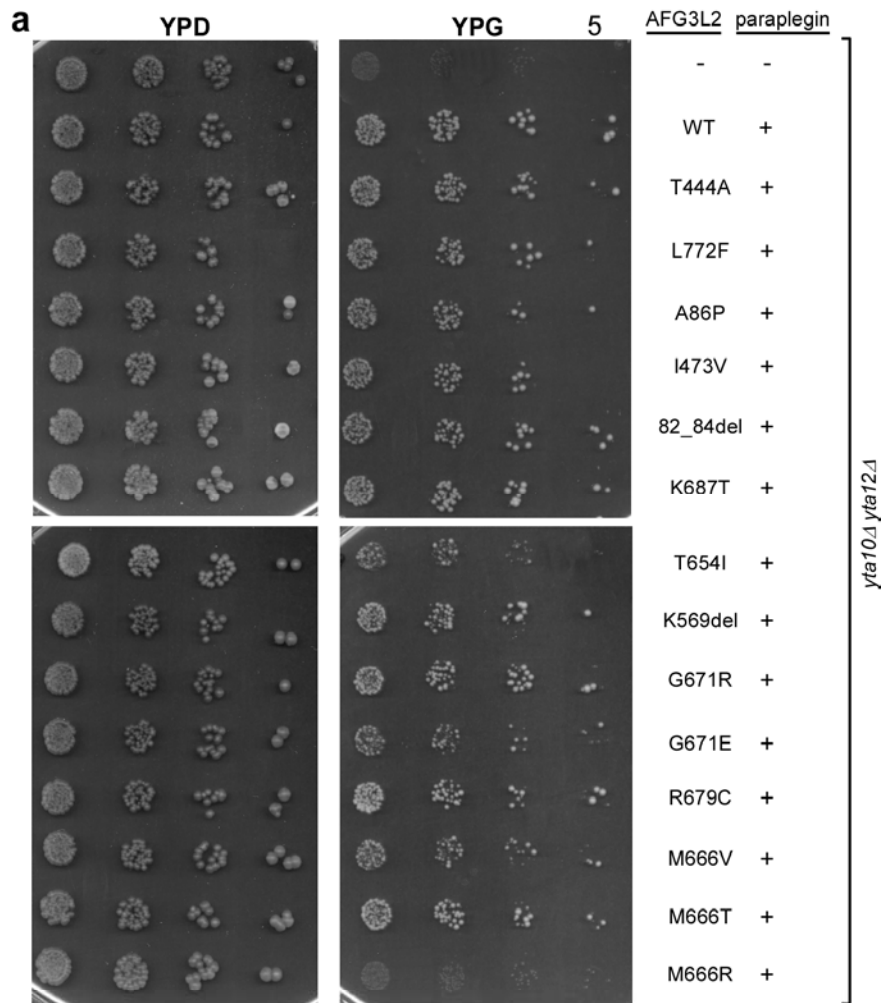 a
YPD YPG 5 AFG3L2 paraplegin
- -
WT +
T444A +
L772F +
A86P +
I473V +
82_84del +
K687T +
T654I +
K569del +
G671R +
G671E +
R679C +
M666V +
M666T +
M666R +
yta10Δ yta12Δ